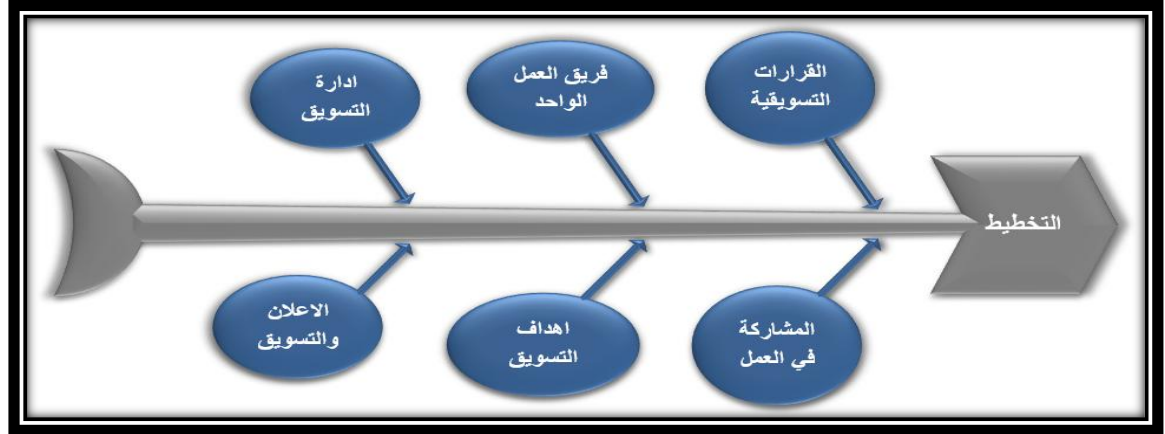 القرارات
التسويقية
فريق العمل
الواحد
ادارة
التسويق
التخطيط
المشاركة
في العمل
اهداف
التسويق
الاعلان
والتسويق